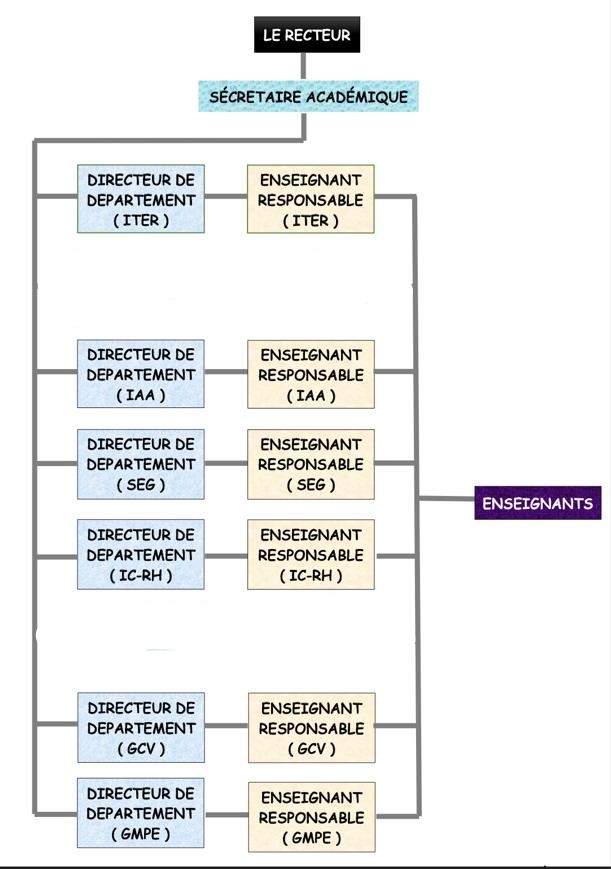 LE RECTEUR
SÉCRETAIRE ACADÉMIQUE
DIRECTEUR DE
DEPARTEMENT
( ITER )
ENSEIGNANT
RESPONSABLE
( ITER )
DIRECTEUR DE
DEPARTEMENT
( IAA )
ENSEIGNANT
RESPONSABLE
( IAA )
DIRECTEUR DE
DEPARTEMENT
( SEG )
ENSEIGNANT
RESPONSABLE
( SEG )
ENSEIGNANTS
DIRECTEUR DE
DEPARTEMENT
( IC-RH )
ENSEIGNANT
RESPONSABLE
( IC-RH )
DIRECTEUR DE
DEPARTEMENT
( GCV )
ENSEIGNANT
RESPONSABLE
( GCV )
DIRECTEUR DE
DEPARTEMENT
( GMPE )
ENSEIGNANT
RESPONSABLE
( GMPE )